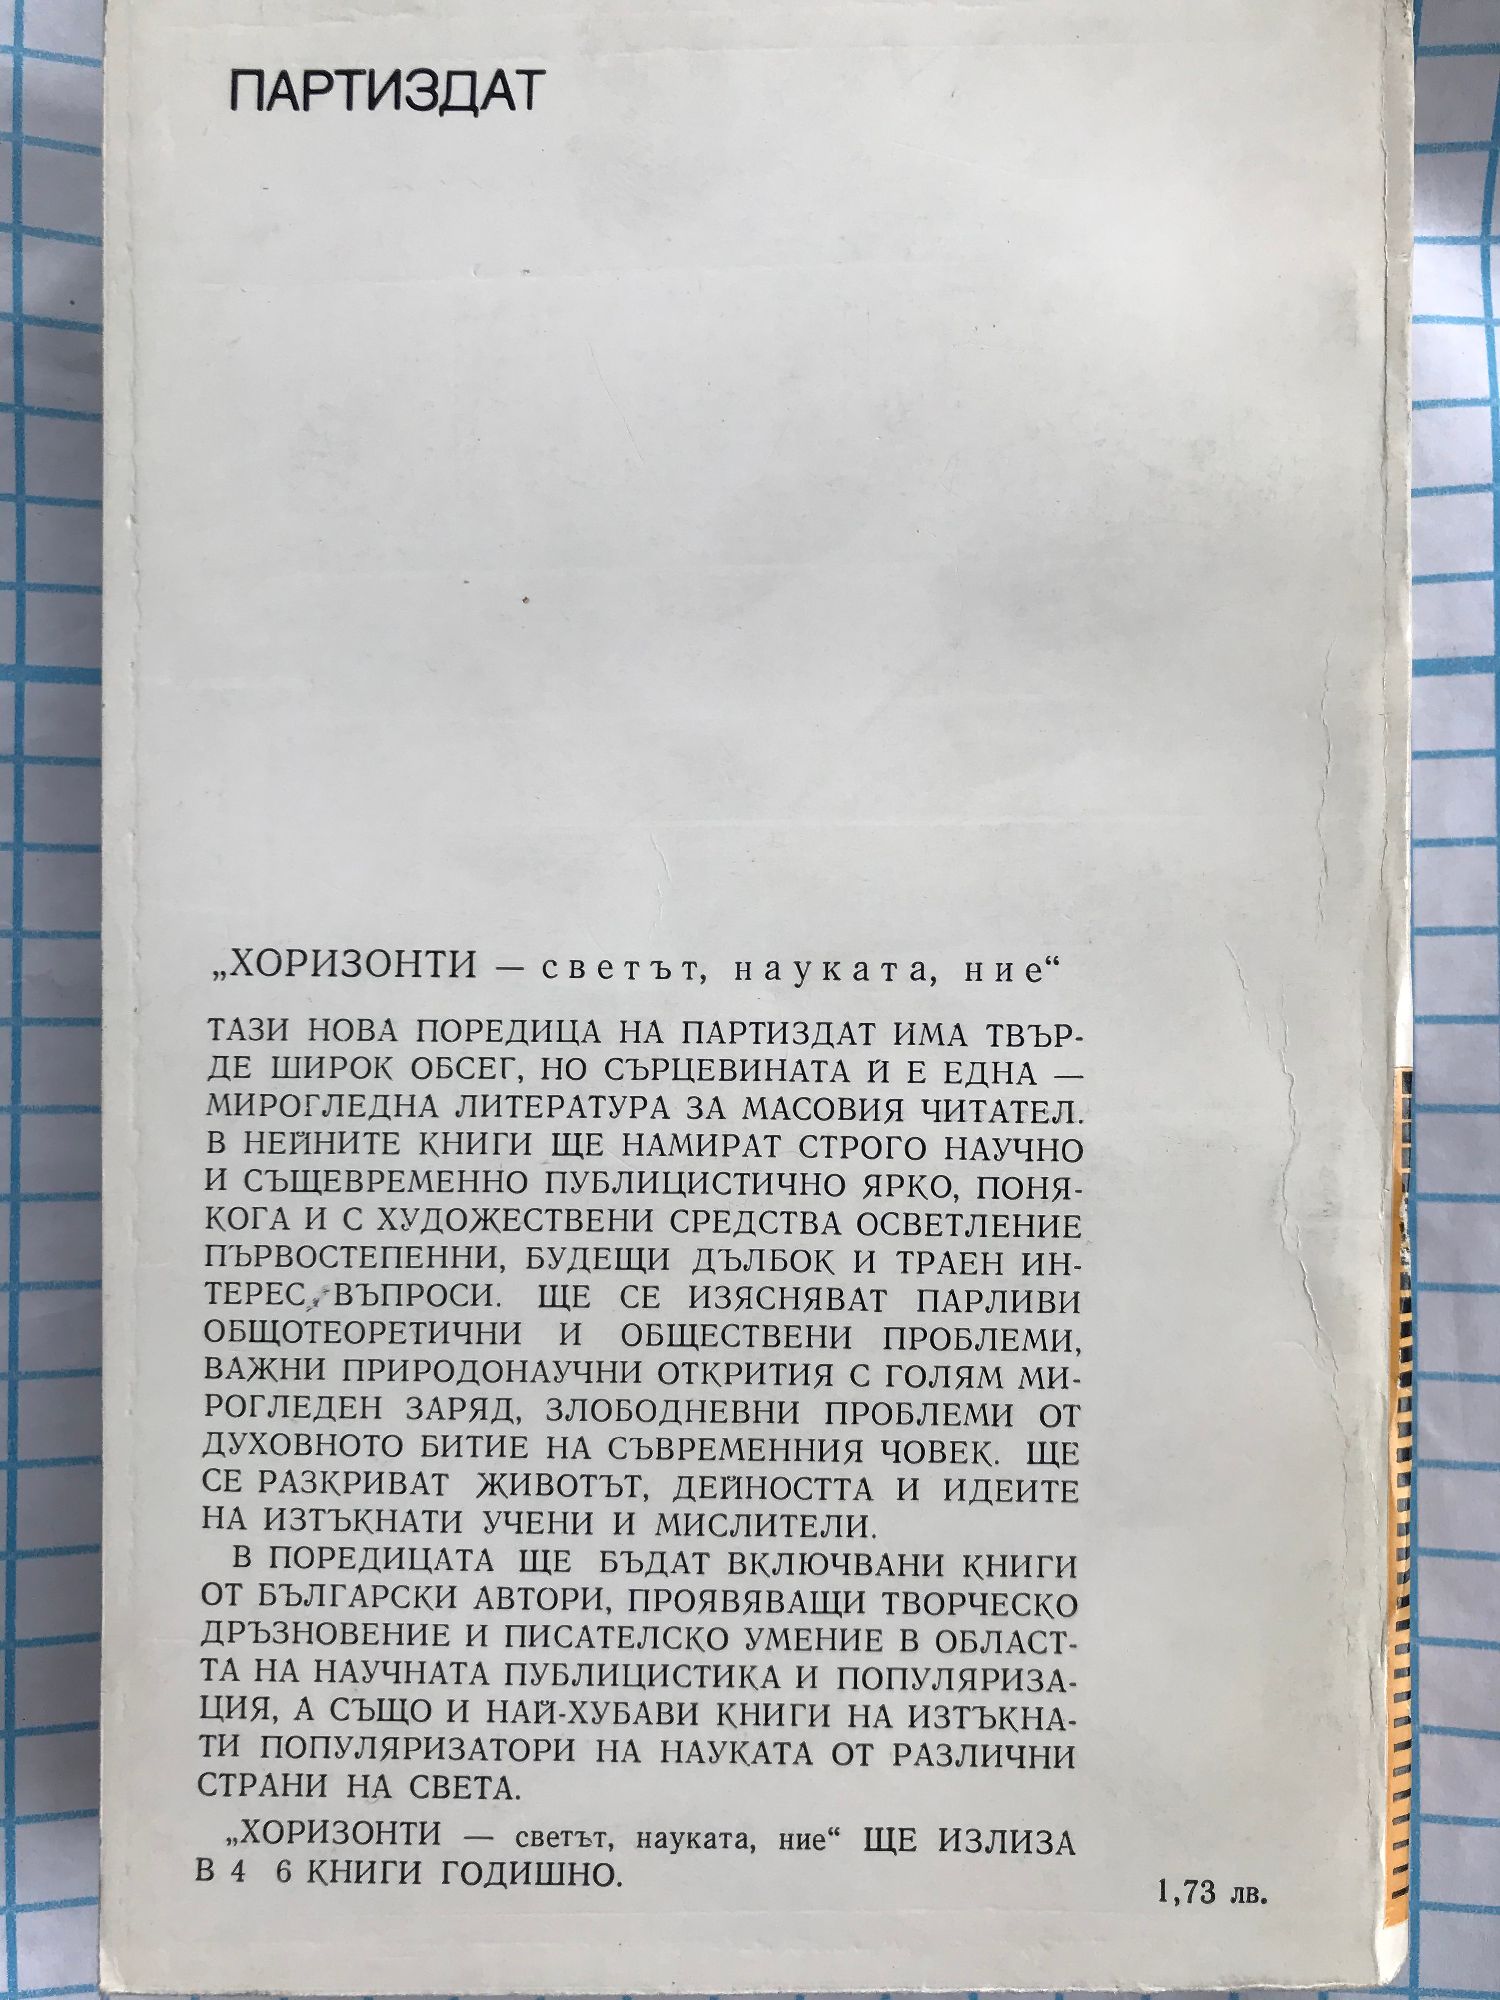 ПАРТИЗДАТ
„ХОРИЗОНТИ — светът, науката, ние“
ТАЗИ НОВА ПОРЕДИЦА НА ПАРТИЗДАТ ИМА ТВЪР-
ДЕ ШИРОК ОБСЕГ, НО СЪРЦЕВИНАТА Й Е ЕДНА —
МИРОГЛЕДНА ЛИТЕРАТУРА ЗА МАСОВИЯ ЧИТАТЕЛ.
В НЕЙНИТЕ КНИГИ ЩЕ НАМИРАТ СТРОГО НАУЧНО
И СЪЩЕВРЕМЕННО ПУБЛИЦИСТИЧНО ЯРКО, ПОНЯ-
КОГА И С ХУДОЖЕСТВЕНИ СРЕДСТВА ОСВЕТЛЕНИЕ
ПЪРВОСТЕПЕННИ, БУДЕЩИ ДЪЛБОК И ТРАЕН ИН-
ТЕРЕС, ВЪПРОСИ. ЩЕ СЕ ИЗЯСНЯВАТ ПАРЛИВИ
ОБЩОТЕОРЕТИЧНИ И ОБЩЕСТВЕНИ ПРОБЛЕМИ,
ВАЖНИ ПРИРОДОНАУЧНИ ОТКРИТИЯ С ГОЛЯМ МИ-
РОГЛЕДЕН ЗАРЯД, ЗЛОБОДНЕВНИ ПРОБЛЕМИ ОТ
ДУХОВНОТО БИТИЕ НА СЪВРЕМЕННИЯ ЧОВЕК. ЩЕ
СЕ РАЗКРИВАТ ЖИВОТЪТ, ДЕЙНОСТТА И ИДЕИТЕ
НА ИЗТЪКНАТИ УЧЕНИ И МИСЛИТЕЛИ.
В ПОРЕДИЦАТА ЩЕ БЪДАТ ВКЛЮЧВАНИ КНИГИ
ОТ БЪЛГАРСКИ АВТОРИ, ПРОЯВЯВАЩИ ТВОРЧЕСКО
ДРЪЗНОВЕНИЕ И ПИСАТЕЛСКО УМЕНИЕ В ОБЛАСТ-
ТА НА НАУЧНАТА ПУБЛИЦИСТИКА И ПОПУЛЯРИЗА-
ЦИЯ, А СЪЩО И НАЙ-ХУБАВИ КНИГИ НА ИЗТЪКНА-
ТИ ПОПУЛЯРИЗАТОРИ НА НАУКАТА ОТ РАЗЛИЧНИ
СТРАНИ НА СВЕТА.
„ХОРИЗОНТИ — светът, науката, ние“ ЩЕ ИЗЛИЗА
В 4 6 КНИГИ ГОДИШНО.
1,73 лв.